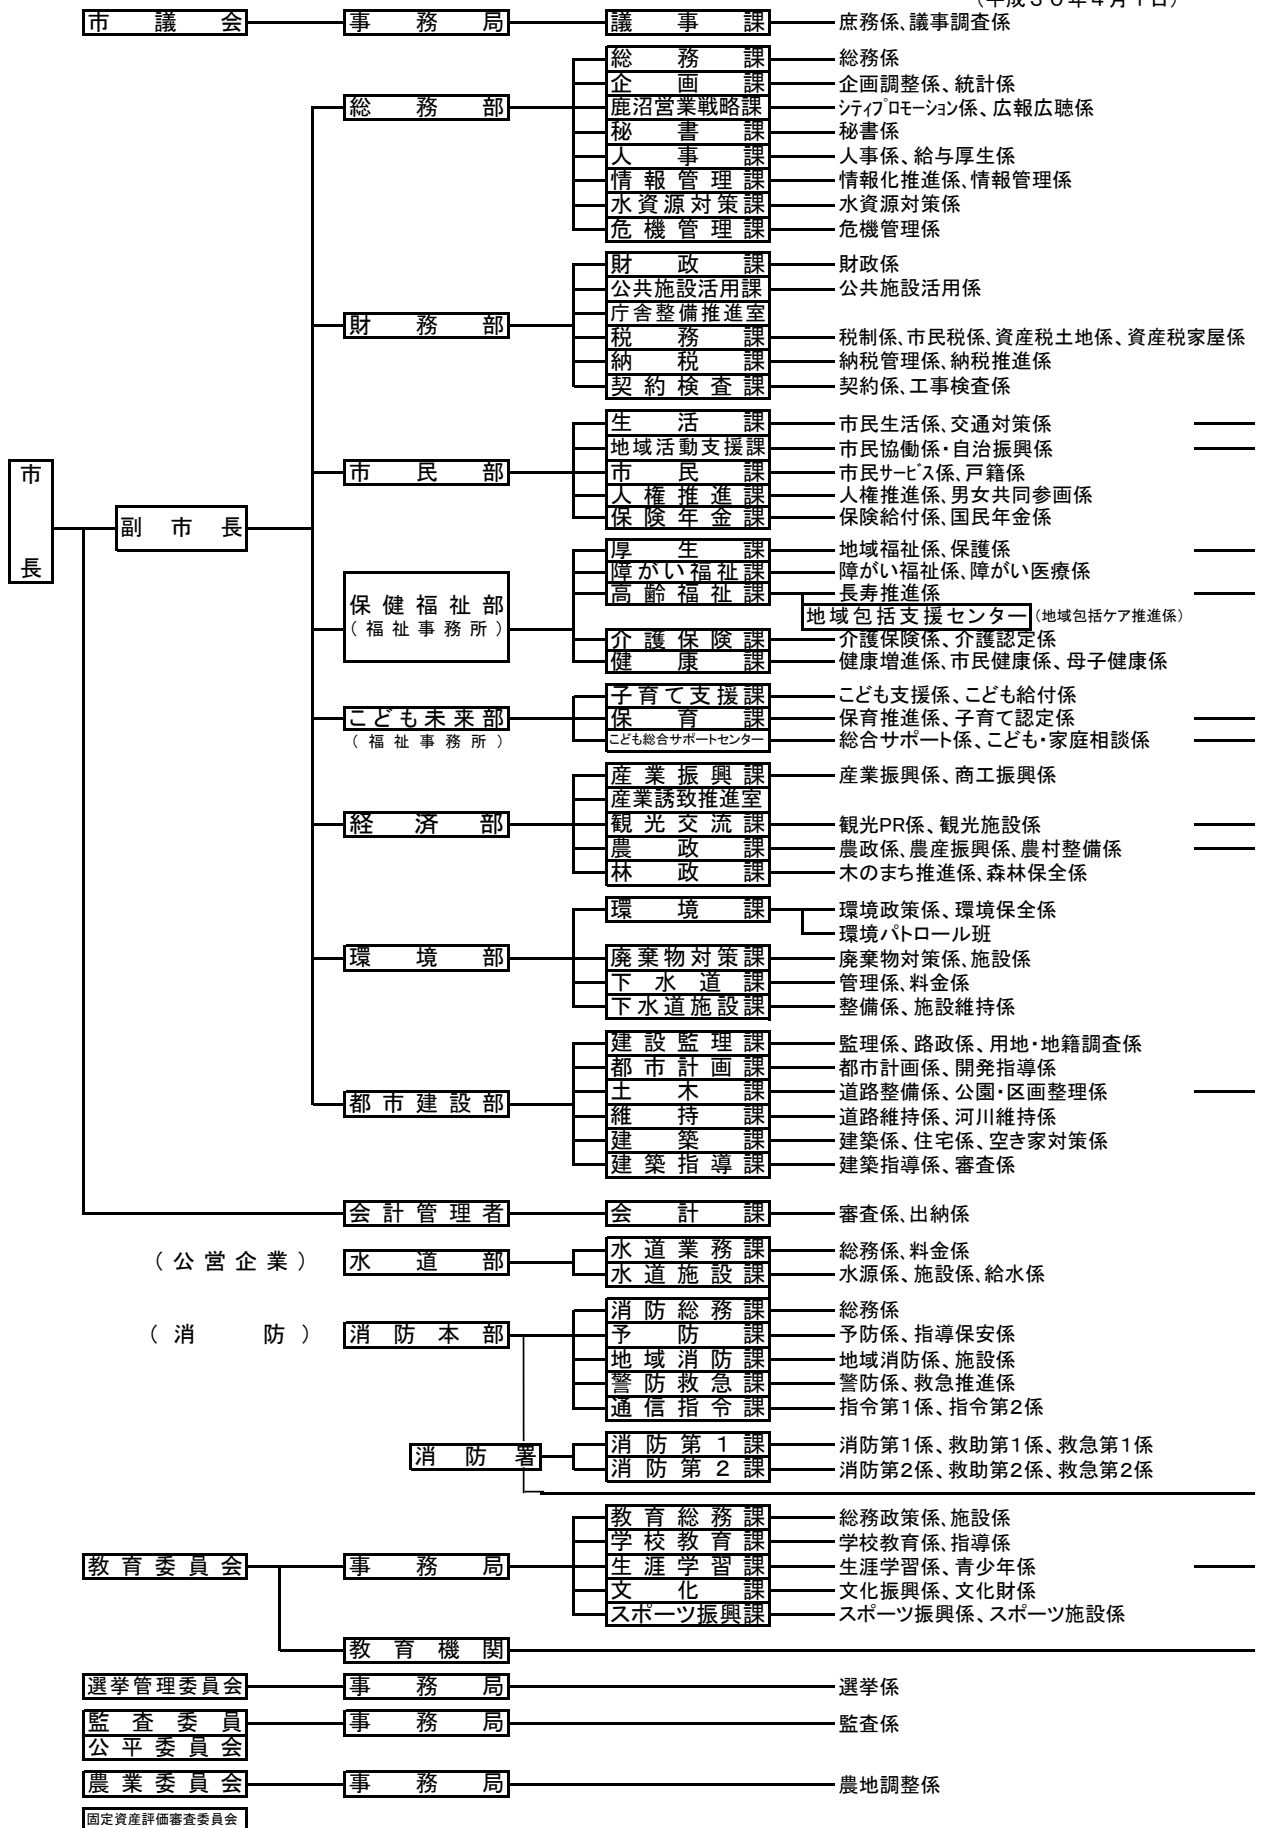 (平成30年4月1日)
市議会 事務局 議事課 庶務係、議事調査係
総務課 総務係
企画課 企画調整係、統計係
総務部 鹿沼営業戦略課 シティプロモーション係、広報広聴係
秘書課 秘書係
人事課 人事係、給与厚生係
情報管理課 情報化推進係、情報管理係
水資源対策課 水資源対策係
危機管理課 危機管理係
財政課 財政係
公共施設活用課 公共施設活用係
庁舎整備推進室
財務部
税務課 税制係、市民税係、資産税土地係、資産税家屋係
納税課 納税管理係、納税推進係
契約検査課 契約係、工事検査係
生活課 市民生活係、交通対策係
地域活動支援課 市民協働係・自治振興係
市民部 市民課 市民サービス係、戸籍係
人権推進課 人権推進係、男女共同参画係
保険年金課 保険給付係、国民年金係
市長 副市長
厚生課 地域福祉係、保護係
障がい福祉課 障がい福祉係、障がい医療係
高齢福祉課 長寿推進係
保健福祉部
地域包括支援センター (地域包括ケア推進係)
(福祉事務所)
介護保険課 介護保険係、介護認定係
健康課 健康増進係、市民健康係、母子健康係
子育て支援課 こども支援係、こども給付係
こども未来部 保育課 保育推進係、子育て認定係
(福祉事務所) こども総合サポートセンター 総合サポート係、こども・家庭相談係
産業振興課 産業振興係、商工振興係
産業誘致推進室
経済部 観光交流課 観光PR係、観光施設係
農政課 農政係、農産振興係、農村整備係
林政課 木のまち推進係、森林保全係
環境課 環境政策係、環境保全係
環境パトロール班
環境部 廃棄物対策課 廃棄物対策係、施設係
下水道課 管理係、料金係
下水道施設課 整備係、施設維持係
建設監理課 監理係、路政係、用地・地籍調査係
都市計画課 都市計画係、開発指導係
都市建設部 土木課 道路整備係、公園・区画整理係
維持課 道路維持係、河川維持係
建築課 建築係、住宅係、空き家対策係
建築指導課 建築指導係、審査係
会計管理者 会計課 審査係、出納係
(公営企業) 水道部 水道業務課 総務係、料金係
水道施設課 水源係、施設係、給水係
消防総務課 総務係
(消防) 消防本部 予防課 予防係、指導保安係
地域消防課 地域消防係、施設係
警防救急課 警防係、救急推進係
通信指令課 指令第1係、指令第2係
消防署 消防第1課 消防第1係、救助第1係、救急第1係
消防第2課 消防第2係、救助第2係、救急第2係
教育総務課 総務政策係、施設係
学校教育課 学校教育係、指導係
教育委員会 事務局 生涯学習課 生涯学習係、青少年係
文化課 文化振興係、文化財係
スポーツ振興課 スポーツ振興係、スポーツ施設係
教育機関
選挙管理委員会 事務局 選挙係
監査委員 事務局 監査係
公平委員会
農業委員会 事務局 農地調整係
固定資産評価審査委員会